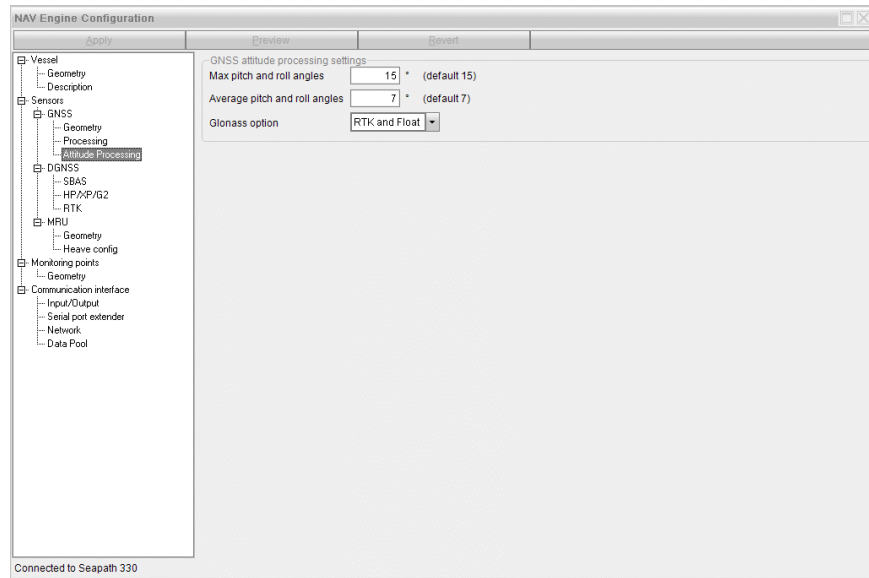 NAV Engine Configuration
Apply Preview Revert
Vessel
Geometry
Description
Sensors
GNSS
Geometry
Processing
Attitude Processing
DGNSS
SBAS
HP/XP/G2
RTK
MRU
Geometry
Heave config
Monitoring points
Geometry
Communication interface
Input/Output
Serial port extender
Network
Data Pool
GNSS attitude processing settings
Max pitch and roll angles 15 ° (default 15)
Average pitch and roll angles 7 ° (default 7)
Glonass option RTK and Float
Connected to Seapath 330